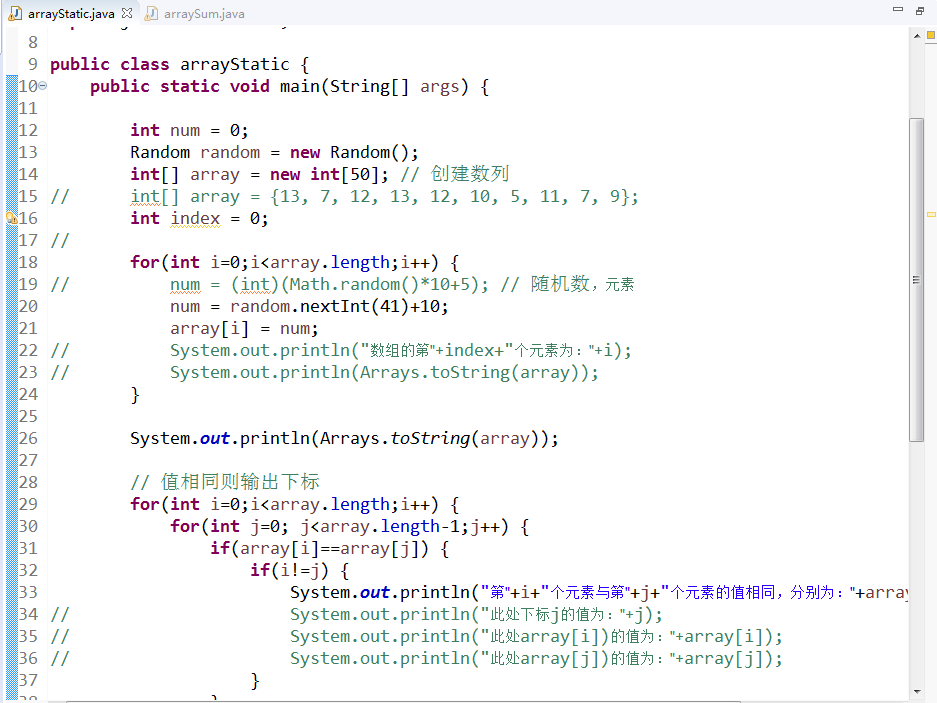 arrayStatic.java arraySum.java
8
9 public class arrayStatic {
10 public static void main(String[] args) {
11
12 int num = 0;
13 Random random = new Random();
14 int[] array = new int[50]; // 创建数列
15 // int[] array = {13, 7, 12, 13, 12, 10, 5, 11, 7, 9};
16 int index = 0;
17 //
18 for(int i=0;i<array.length;i++) {
19 // num = (int)(Math.random()*10+5); // 随机数，元素
20 num = random.nextInt(41)+10;
21 array[i] = num;
22 // System.out.println("数组的第"+index+"个元素为："+i);
23 // System.out.println(Arrays.toString(array));
24 }
25
26 System.out.println(Arrays.toString(array));
27
28 // 值相同则输出下标
29 for(int i=0;i<array.length;i++) {
30 for(int j=0; j<array.length-1;j++) {
31 if(array[i]==array[j]) {
32 if(i!=j) {
33 System.out.println("第"+i+"个元素与第"+j+"个元素的值相同，分别为："+array
34 // System.out.println("此处下标j的值为："+j);
35 // System.out.println("此处array[i])的值为："+array[i]);
36 // System.out.println("此处array[j])的值为："+array[j]);
37 }